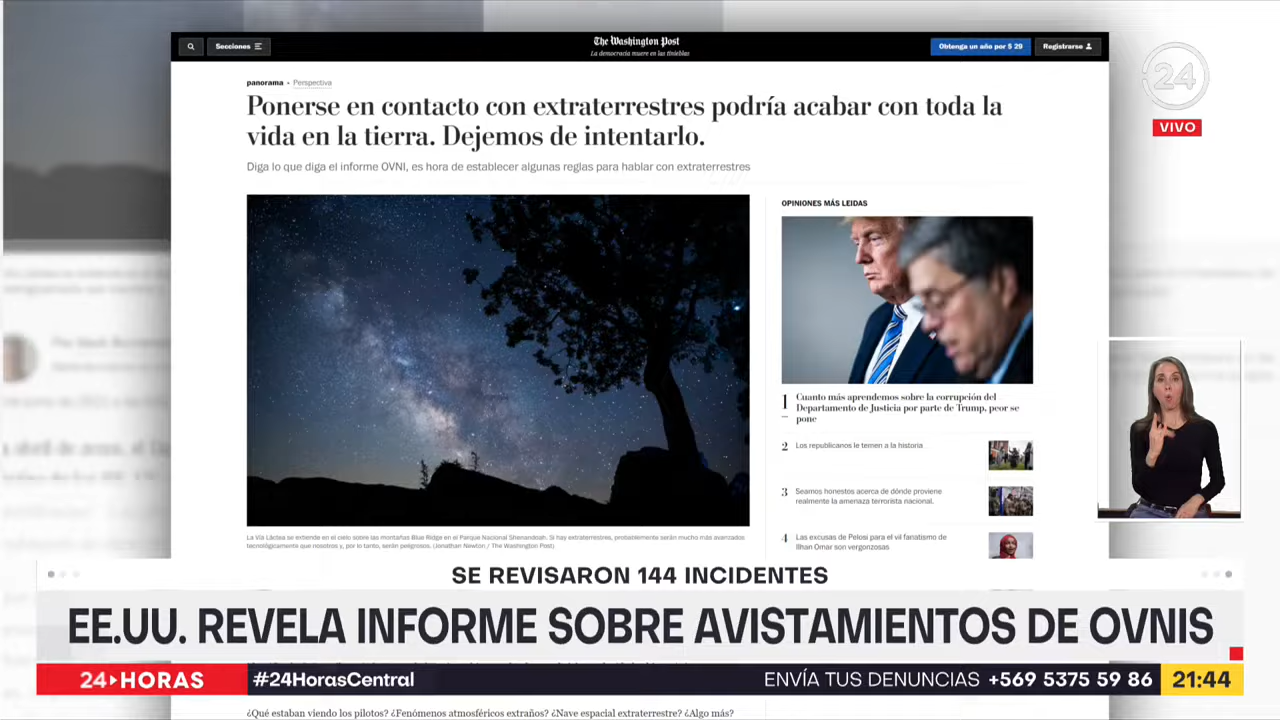 Secciones
The Washington Post
La democracia muere en las tinieblas
Obtenga un año por $ 29
Registrarse
24
VIVO
panorama • Perspectiva
Ponerse en contacto con extraterrestres podría acabar con toda la
vida en la tierra. Dejemos de intentarlo.
Diga lo que diga el informe OVNI, es hora de establecer algunas reglas para hablar con extraterrestres
OPINIONES MÁS LEIDAS
1 Cuanto más aprendemos sobre la corrupción del
Departamento de Justicia por parte de Trump, peor se
pone
2 Los republicanos le temen a la historia
3 Seamos honestos acerca de dónde proviene
realmente la amenaza terrorista nacional.
4 Las excusas de Pelosi para el vil fanatismo de
Ilhan Omar son vergonzosas
La Vía Láctea se extiende en el cielo sobre las montañas Blue Ridge en el Parque Nacional Shenandoah. Si hay extraterrestres, probablemente serán mucho más avanzados
tecnológicamente que nosotros y, por lo tanto, serán peligrosos. (Jonathan Newton / The Washington Post)
SE REVISARON 144 INCIDENTES
EE.UU. REVELA INFORME SOBRE AVISTAMIENTOS DE OVNIS
24 HORAS
#24HorasCentral
ENVÍA TUS DENUNCIAS +569 5375 59 86
21:44
¿Qué estaban viendo los pilotos? ¿Fenómenos atmosféricos extraños? ¿Nave espacial extraterrestre? ¿Algo más?